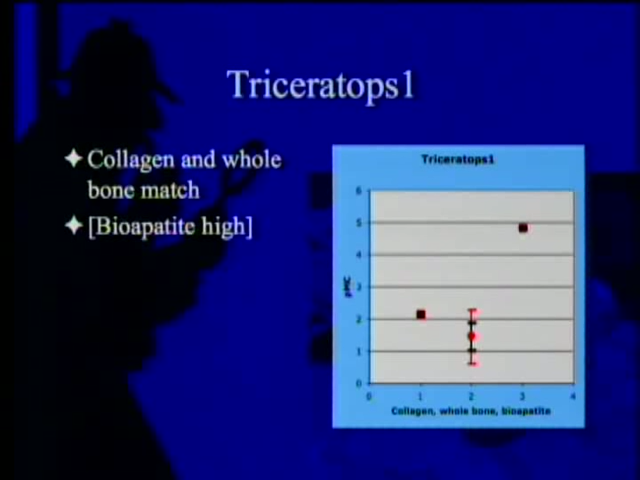 Triceratops1
Collagen and whole
bone match
[Bioapatite high]
Triceratops1
6
5
4
3
2
1
0
pMC
0 1 2 3 4
Collagen, whole bone, bioapatite